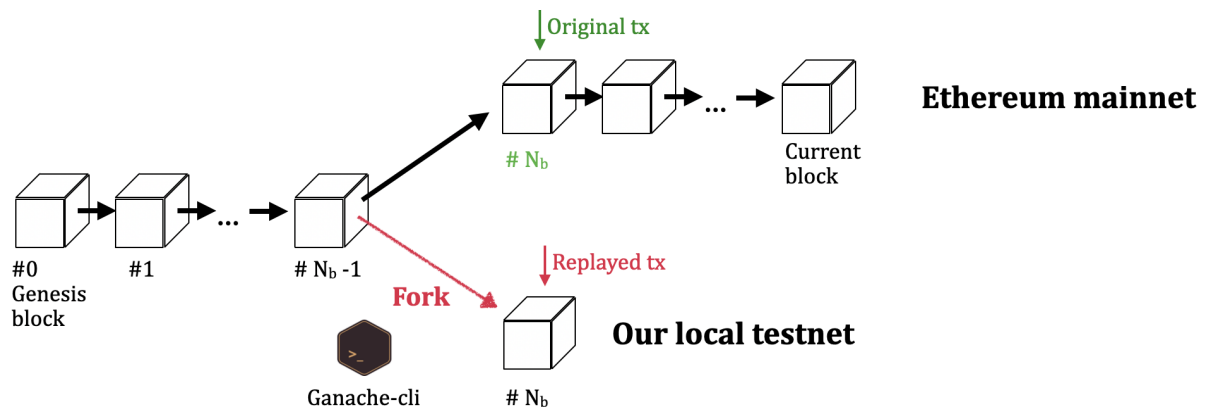 Original tx
...
Ethereum mainnet
# Nb
Current
block
...
#0
Genesis
block
#1
# Nb -1
Replayed tx
Fork
>_
Our local testnet
Ganache-cli
# Nb